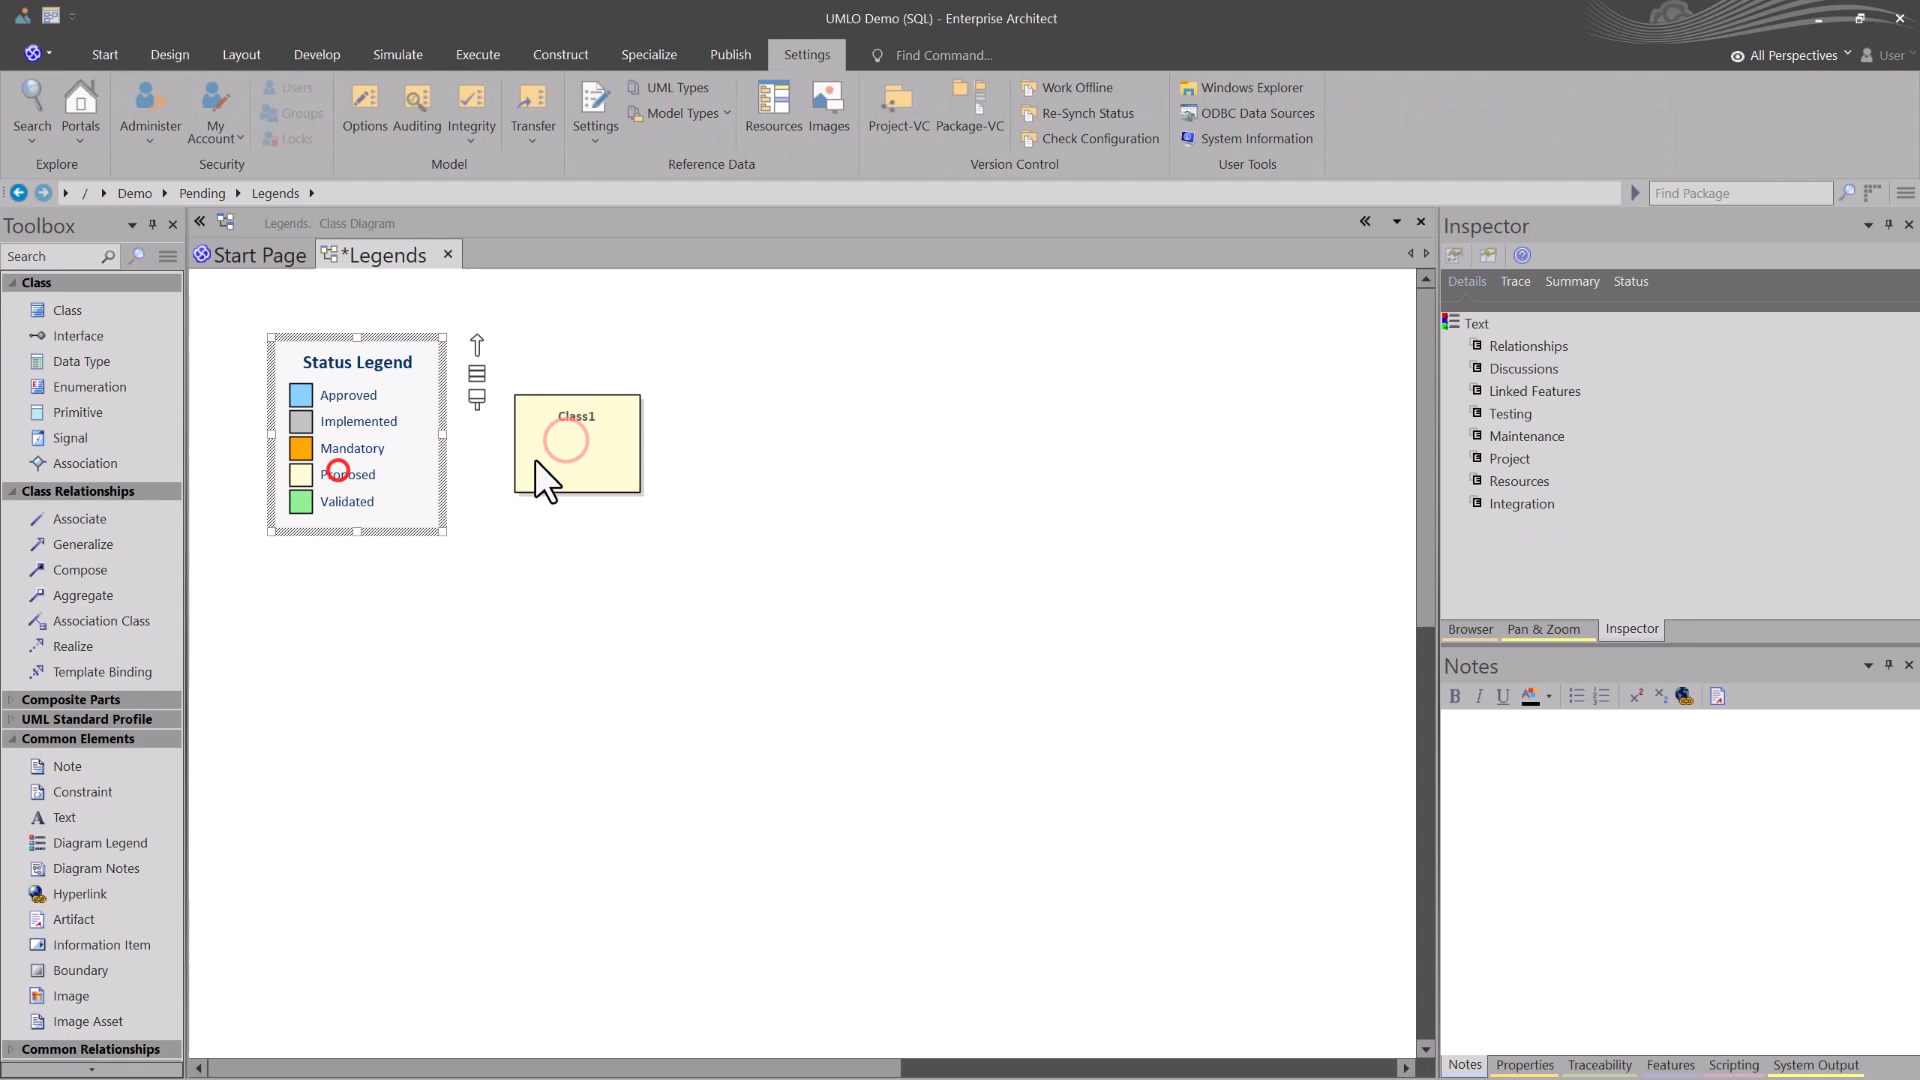 UMLO Demo (SQL) - Enterprise Architect
Start Design Layout Develop Simulate Execute Construct Specialize Publish Settings Find Command... All Perspectives User
Search
Portals
Explore
Administer
My Account
Users
Groups
Locks
Security
Options
Auditing
Integrity
Transfer
Model
Settings
UML Types
Model Types
Resources
Images
Reference Data
Project-VC
Package-VC
Work Offline
Re-Synch Status
Check Configuration
Version Control
Windows Explorer
ODBC Data Sources
System Information
User Tools
/ Demo Pending Legends
Find Package
Toolbox
Search
Class
Class
Interface
Data Type
Enumeration
Primitive
Signal
Association
Class Relationships
Associate
Generalize
Compose
Aggregate
Association Class
Realize
Template Binding
Composite Parts
UML Standard Profile
Common Elements
Note
Constraint
Text
Diagram Legend
Diagram Notes
Hyperlink
Artifact
Information Item
Boundary
Image
Image Asset
Common Relationships
Legends. Class Diagram
Start Page *Legends
Status Legend
Approved
Implemented
Mandatory
Proposed
Validated
Class1
Inspector
Details Trace Summary Status
Text
Relationships
Discussions
Linked Features
Testing
Maintenance
Project
Resources
Integration
Browser Pan & Zoom Inspector
Notes
B I U
Notes Properties Traceability Features Scripting System Output